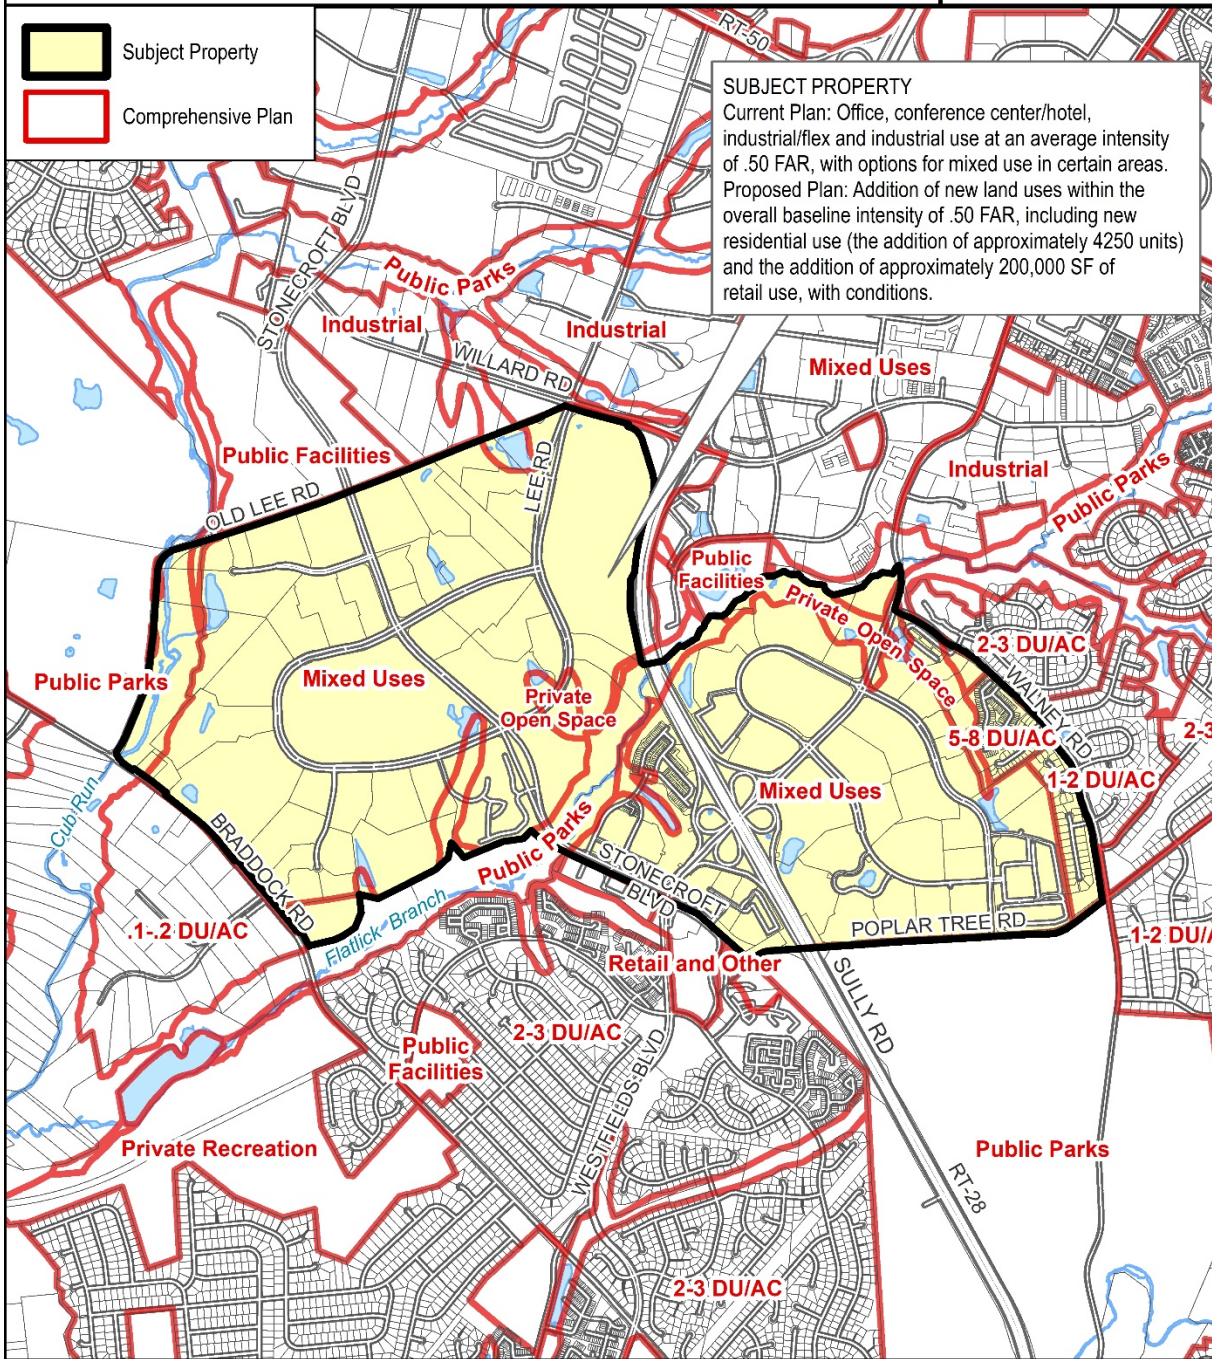 Subject Property
Comprehensive Plan
RT-50
SUBJECT PROPERTY
Current Plan: Office, conference center/hotel,
industrial/flex and industrial use at an average intensity
of .50 FAR, with options for mixed use in certain areas.
Proposed Plan: Addition of new land uses within the
overall baseline intensity of .50 FAR, including new
residential use (the addition of approximately 4250 units)
and the addition of approximately 200,000 SF of
retail use, with conditions.
STONECROFT BLVD
Public Parks
Industrial
Industrial
WILLARD RD
Mixed Uses
Public Facilities
LEE RD
Industrial
Public Parks
OLD LEE RD
Public
Facilities
Private Open Space
2-3 DU/AC
WALNEY RD
Public Parks
Mixed Uses
Private
Open Space
5-8 DU/AC
2-3
1-2 DU/AC
Mixed Uses
Cub Run
BRADDOCK RD
Public Parks
STONECROFT
BLVD
Flatlick Branch
POPLAR TREE RD
.1-.2 DU/AC
1-2 DU/A
Retail and Other
SULLY RD
2-3 DU/AC
Public
Facilities
WESTFIELDS BLVD
Private Recreation
Public Parks
RT-28
2-3 DU/AC